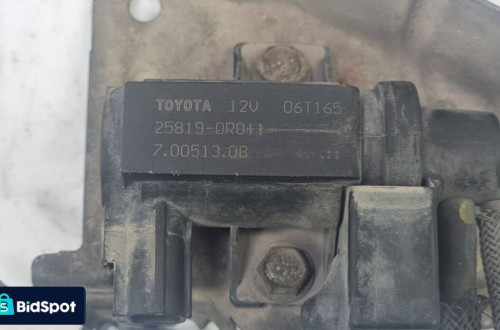 TOYOTA 12V 06T165
25819-0R041
7.00513.08
BidSpot